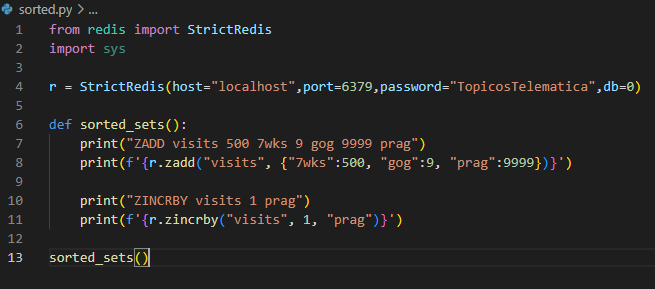 sorted.py > ...
1 from redis import StrictRedis
2 import sys
3
4 r = StrictRedis(host="localhost",port=6379,password="TopicosTelematica",db=0)
5
6 def sorted_sets():
7     print("ZADD visits 500 7wks 9 gog 9999 prag")
8     print(f'{r.zadd("visits", {"7wks":500, "gog":9, "prag":9999})}')
9
10     print("ZINCRBY visits 1 prag")
11     print(f'{r.zincrby("visits", 1, "prag")}')
12
13 sorted_sets()